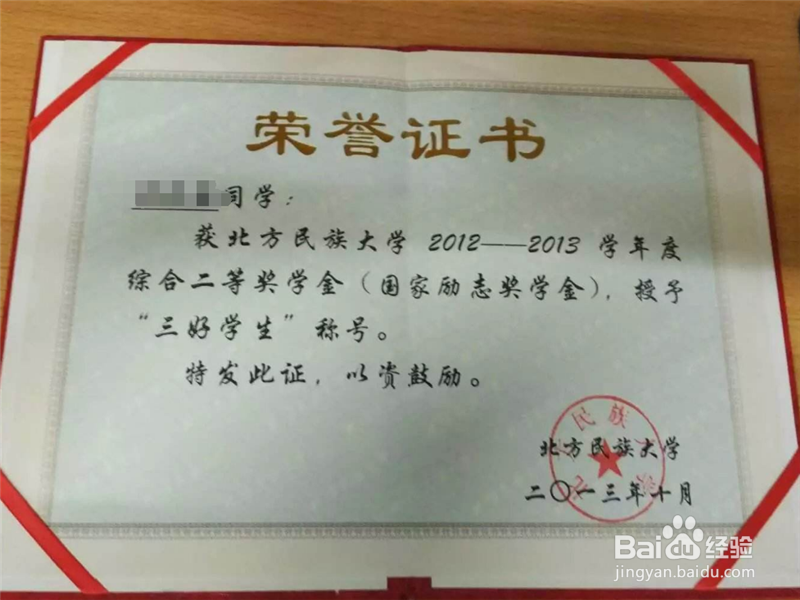 荣誉证书
同学：
获北方民族大学 2012——2013 学年度
综合二等奖学金（国家励志奖学金），授予
“三好学生”称号。
特发此证，以资鼓励。
民族
北方民族大学
二〇一三年十月
Bai 经验
jingyan.baidu.com